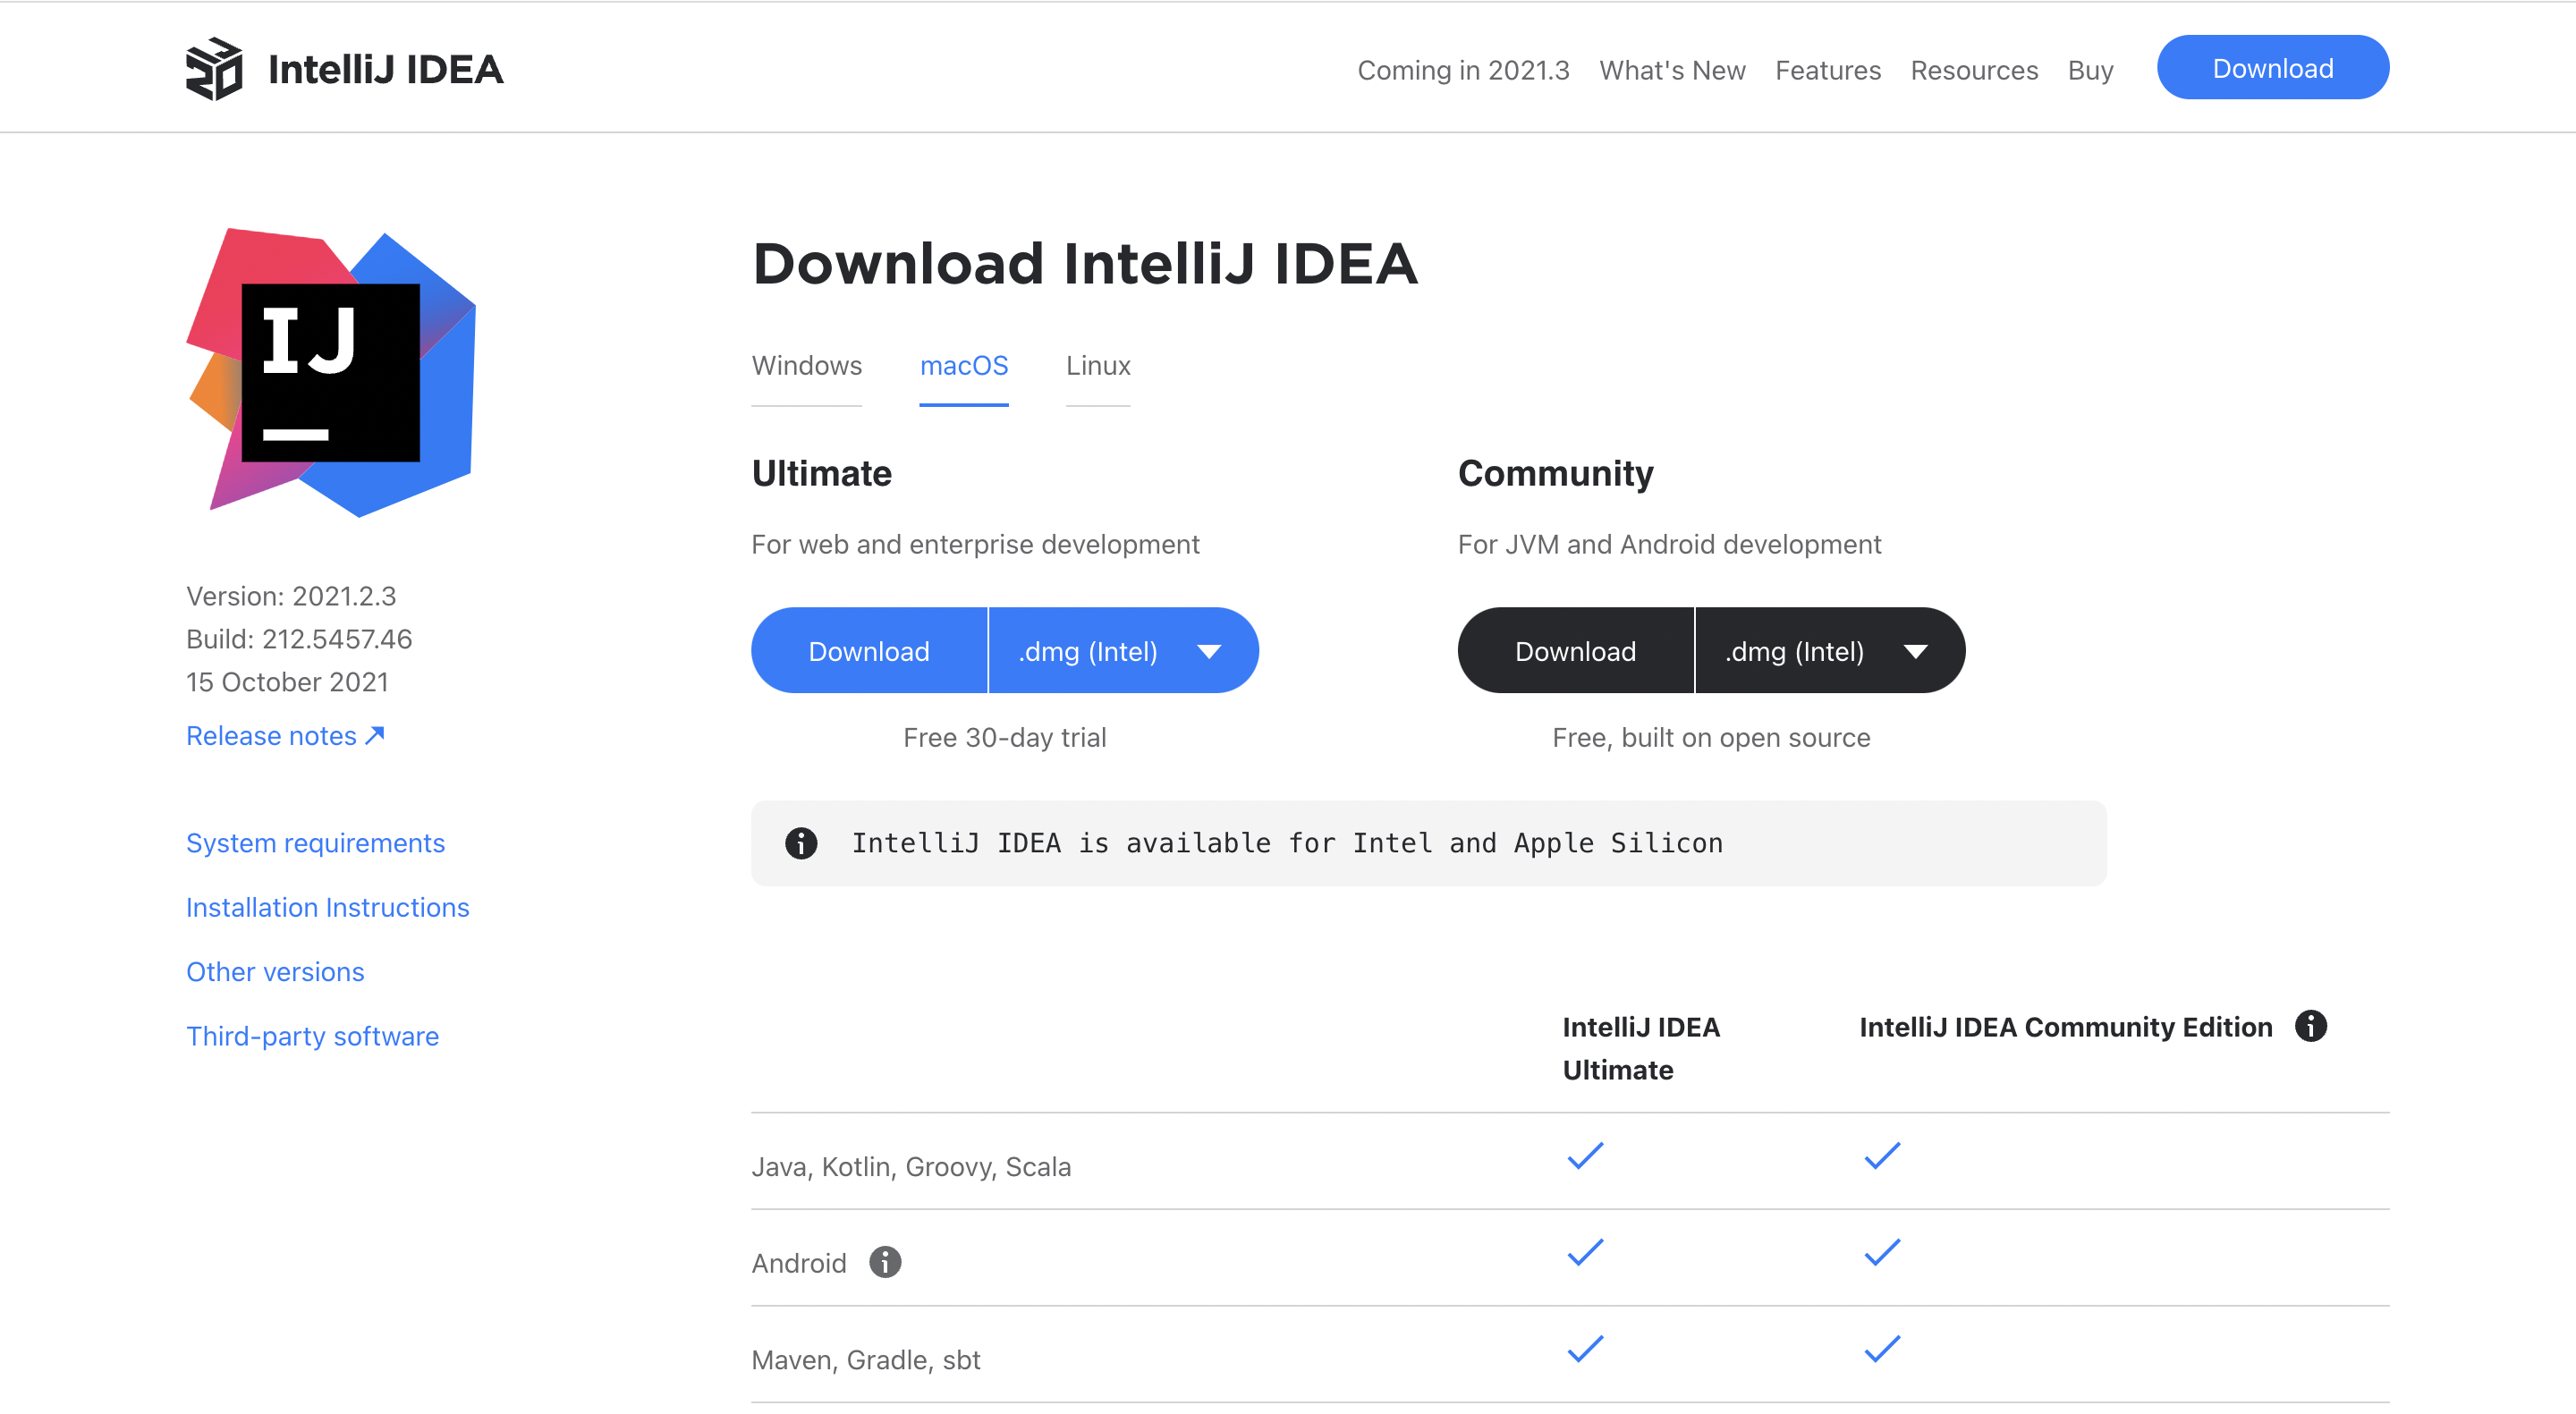 IntelliJ IDEA
Coming in 2021.3 What's New Features Resources Buy Download
IJ
Download IntelliJ IDEA
Windows macOS Linux
Ultimate
For web and enterprise development
Download .dmg (Intel)
Free 30-day trial
Community
For JVM and Android development
Download .dmg (Intel)
Free, built on open source
Version: 2021.2.3
Build: 212.5457.46
15 October 2021
Release notes
System requirements
Installation Instructions
Other versions
Third-party software
IntelliJ IDEA is available for Intel and Apple Silicon
IntelliJ IDEA
Ultimate
IntelliJ IDEA Community Edition
Java, Kotlin, Groovy, Scala
Android
Maven, Gradle, sbt